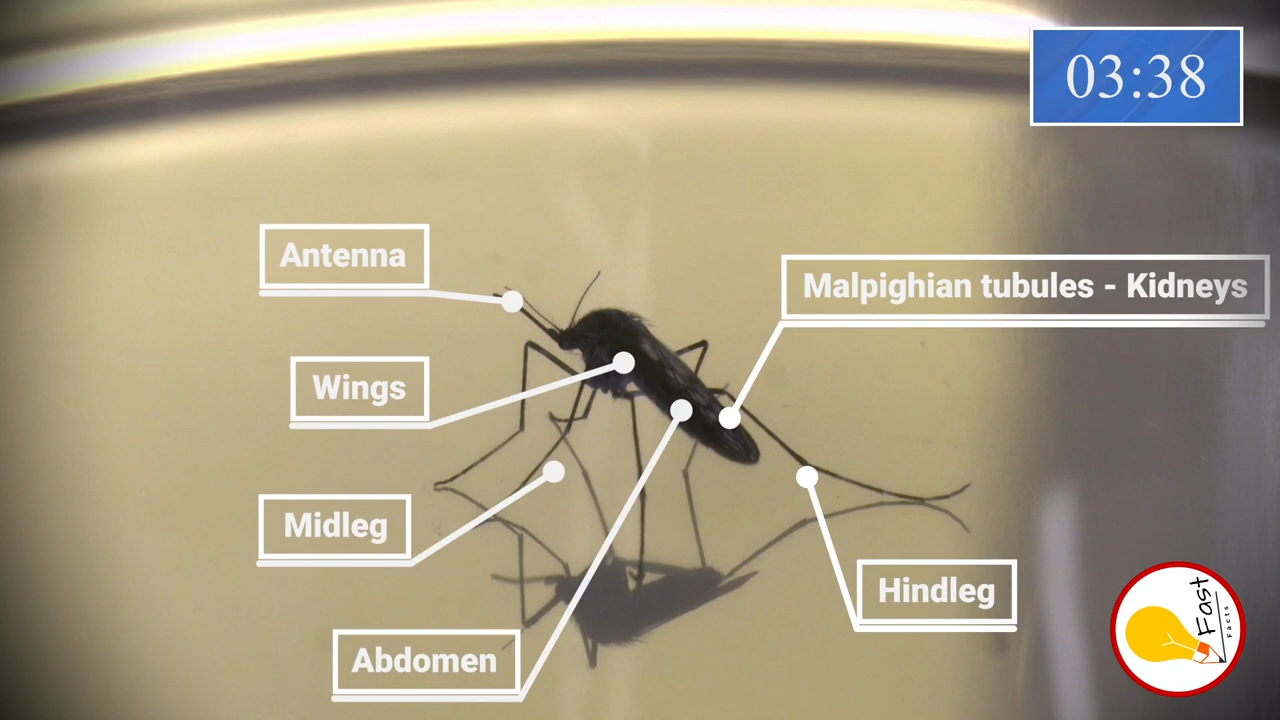 03:38
Antenna
Malpighian tubules - Kidneys
Wings
Midleg
Hindleg
Abdomen
Fast
Facts